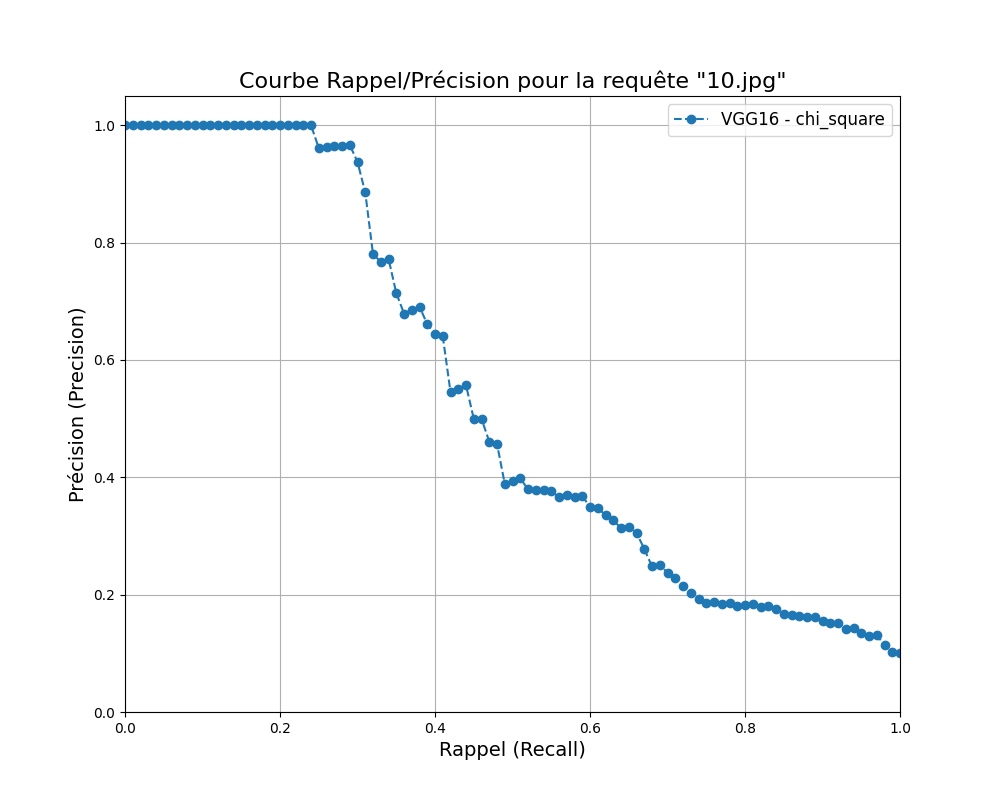 Courbe Rappel/Précision pour la requête "10.jpg"
VGG16 - chi_square
Précision (Precision)
1.0
0.8
0.6
0.4
0.2
0.0
0.0 0.2 0.4 0.6 0.8 1.0
Rappel (Recall)